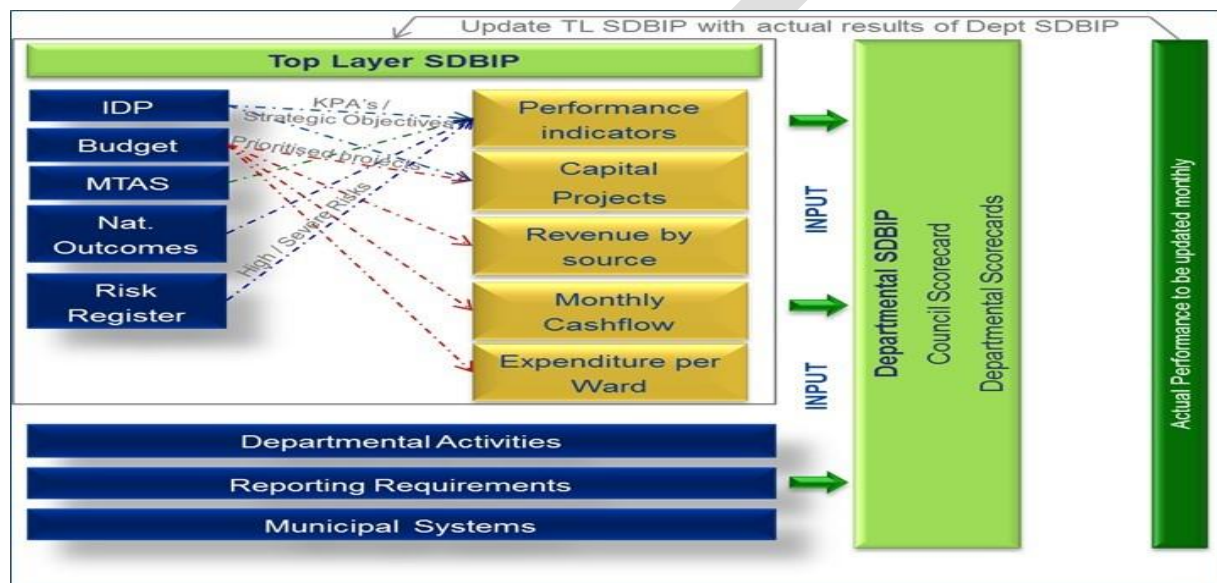 Update TL SDBIP with actual results of Dept SDBIP
Top Layer SDBIP
IDP
Budget
MTAS
Nat.
Outcomes
Risk
Register
KPA's /
Strategic Objectives
Prioritised projects
High / Severe Risks
Performance
indicators
Capital
Projects
Revenue by
source
Monthly
Cashflow
Expenditure per
Ward
INPUT
INPUT
Departmental SDBIP
Council Scorecard
Departmental Scorecards
Actual Performance to be updated monthly
Departmental Activities
Reporting Requirements
Municipal Systems